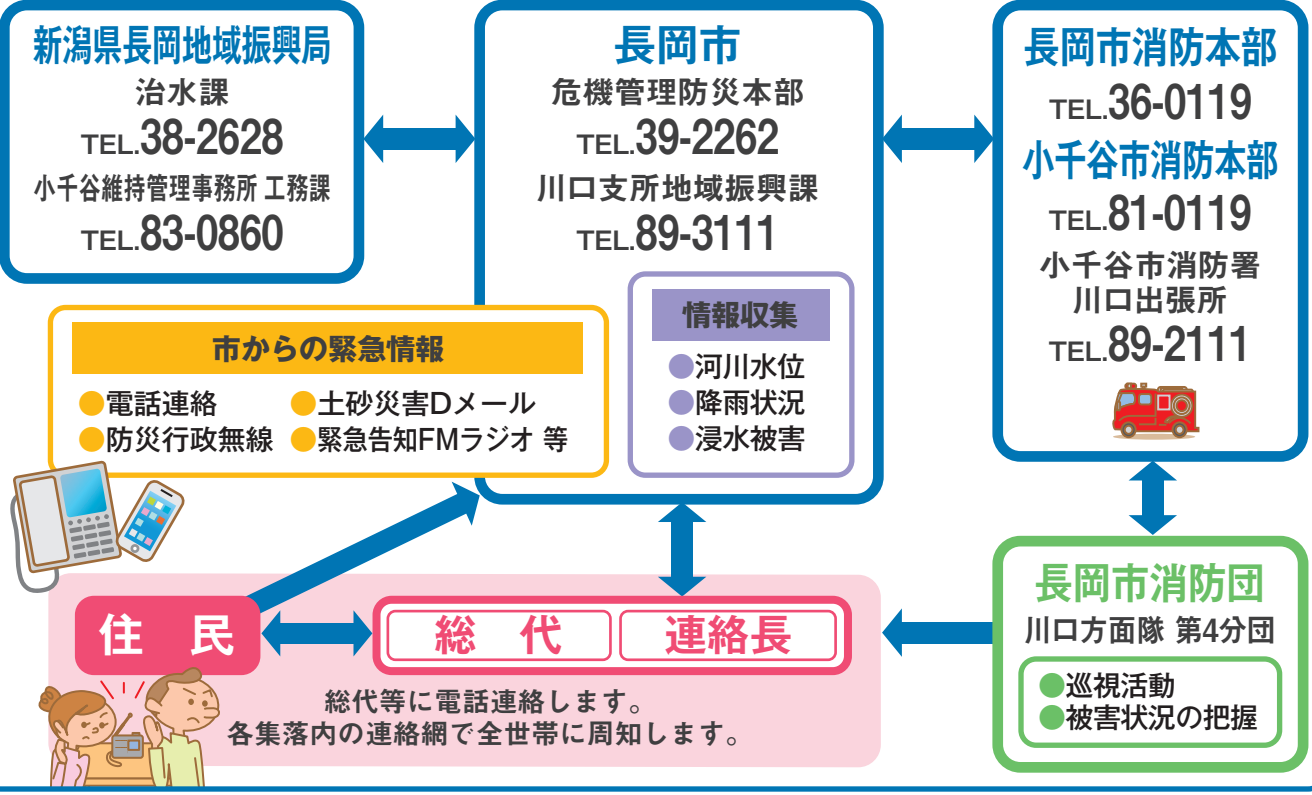 新潟県長岡地域振興局
治水課
TEL.38-2628
小千谷維持管理事務所 工務課
TEL.83-0860
長岡市
危機管理防災本部
TEL.39-2262
川口支所地域振興課
TEL.89-3111
情報収集
●河川水位
●降雨状況
●浸水被害
長岡市消防本部
TEL.36-0119
小千谷市消防本部
TEL.81-0119
小千谷市消防署
川口出張所
TEL.89-2111
市からの緊急情報
●電話連絡 ●土砂災害Dメール
●防災行政無線 ●緊急告知FMラジオ 等
住 民
総 代
連絡長
総代等に電話連絡します。
各集落内の連絡網で全世帯に周知します。
長岡市消防団
川口方面隊 第4分団
●巡視活動
●被害状況の把握